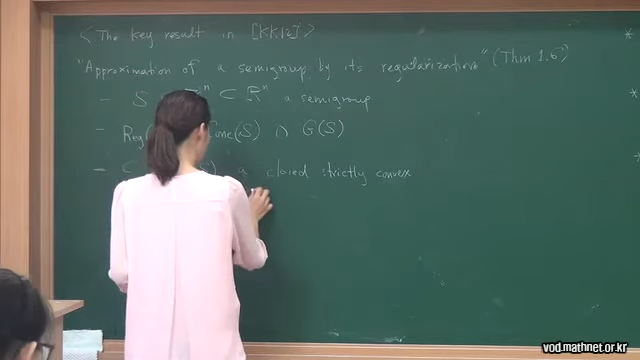 < The key result in [KK12] >
"Approximation of a semigroup by its regularization" (Thm 1.6)
- S ⊂ ℝⁿ a semigroup
- Reg( Cone(S) ∩ G(S)
- C S) a closed strictly convex
*
*
*
vod.mathnet.or.kr